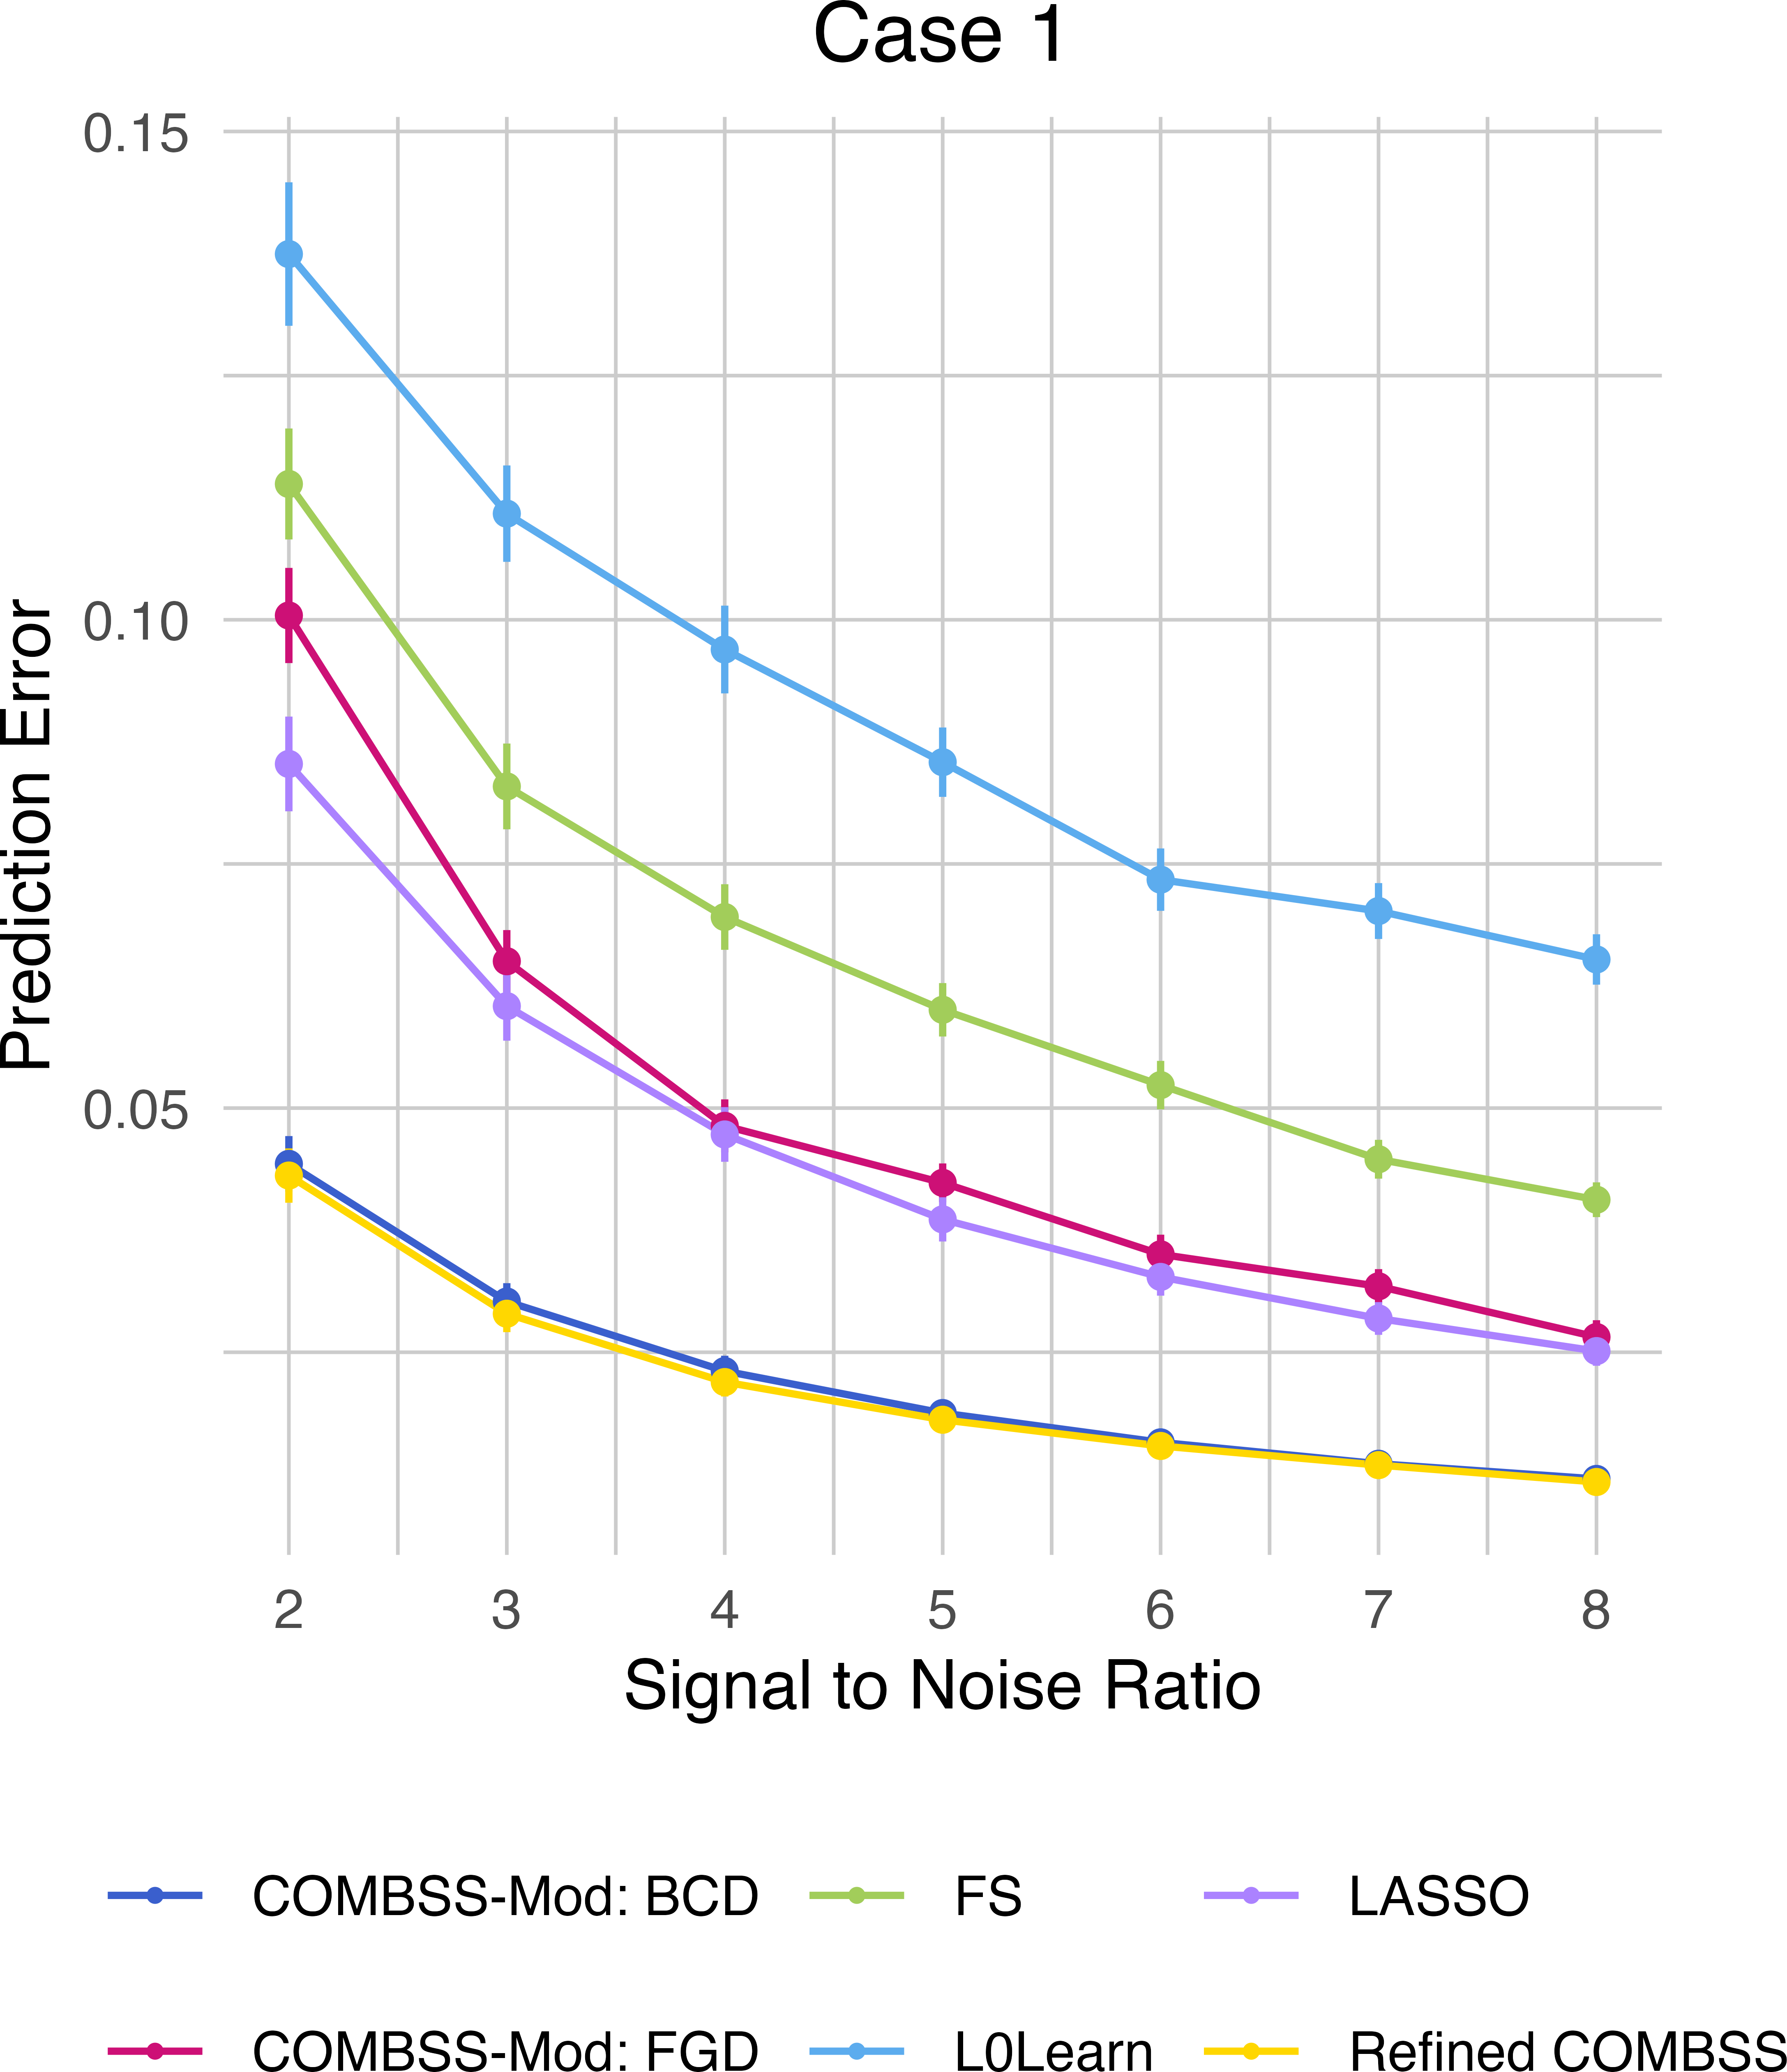 Case 1
0.15
0.10
0.05
Prediction Error
2 3 4 5 6 7 8
Signal to Noise Ratio
COMBSS-Mod: BCD FS LASSO
COMBSS-Mod: FGD L0Learn Refined COMBSS